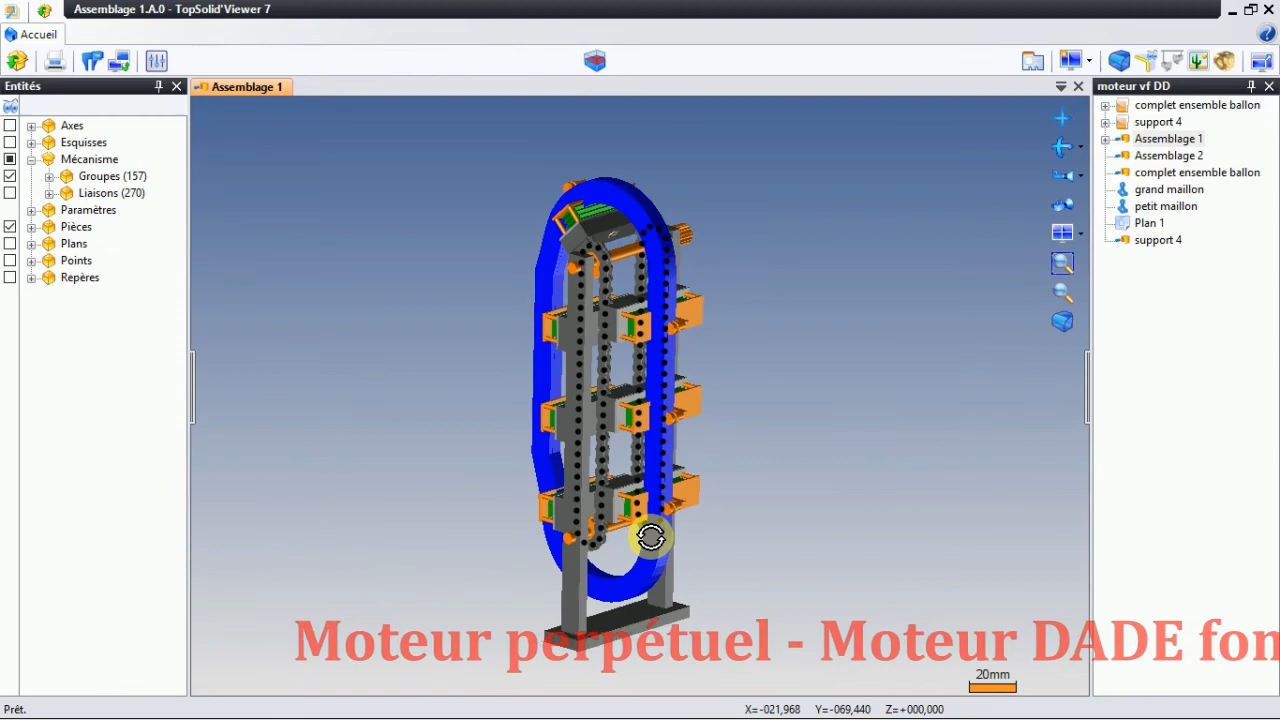 Assemblage 1.A.0 - TopSolid'Viewer 7
Accueil
Entités
Axes
Esquisses
Mécanisme
Groupes (157)
Liaisons (270)
Paramètres
Pièces
Plans
Points
Repères
Assemblage 1
moteur vf DD
complet ensemble ballon
support 4
Assemblage 1
Assemblage 2
complet ensemble ballon
grand maillon
petit maillon
Plan 1
support 4
Moteur perpétuel - Moteur DADE fon
20mm
Prêt.
X=-021,968 Y=-069,440 Z=+000,000